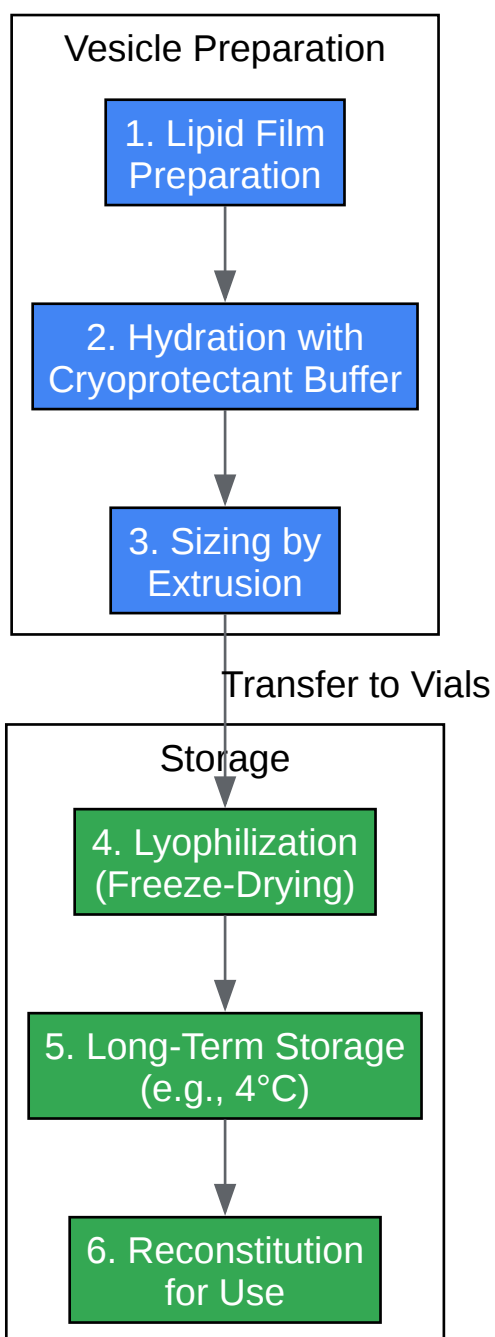 Vesicle Preparation
1. Lipid Film
Preparation
2. Hydration with
Cryoprotectant Buffer
3. Sizing by
Extrusion
Transfer to Vials
Storage
4. Lyophilization
(Freeze-Drying)
5. Long-Term Storage
(e.g., 4°C)
6. Reconstitution
for Use